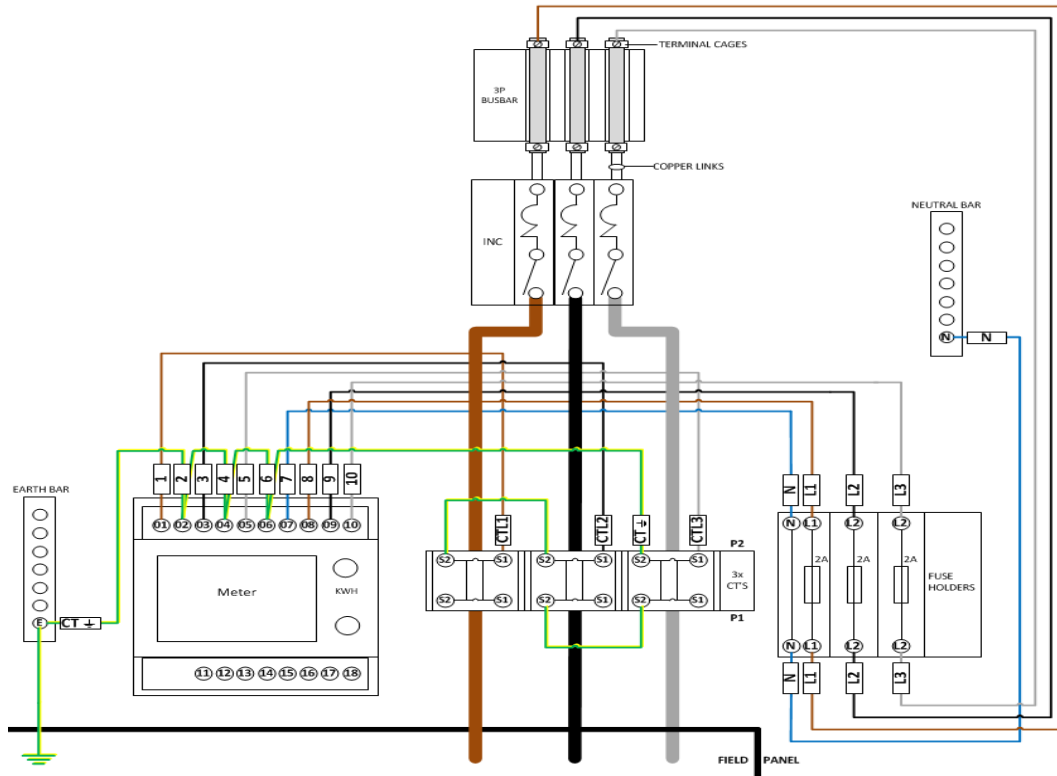 TERMINAL CAGES
3P
BUSBAR
COPPER LINKS
NEUTRAL BAR
INC
N
N
1 2 3 4 5 6 7 8 9 10
N L1 L2 L3
EARTH BAR
01 02 03 04 05 06 07 08 09 10
CTL1 CTL2 CT CTL3
N L1 L2 L3
P2
S2 S1 S2 S1 S2 S1
2A 2A 2A
Meter
KWH
3x
CT'S
FUSE
HOLDERS
S2 S1 S2 S1 S2 S1
P1
E
CT
N L1 L2 L2
11 12 13 14 15 16 17 18
N L1 L2 L3
FIELD
PANEL